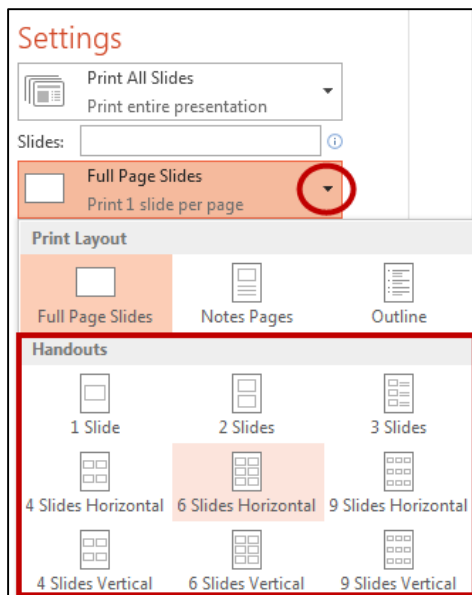 Settings
Print All Slides
Print entire presentation
Slides:
Full Page Slides
Print 1 slide per page
Print Layout
Full Page Slides Notes Pages Outline
Handouts
1 Slide 2 Slides 3 Slides
4 Slides Horizontal 6 Slides Horizontal 9 Slides Horizontal
4 Slides Vertical 6 Slides Vertical 9 Slides Vertical